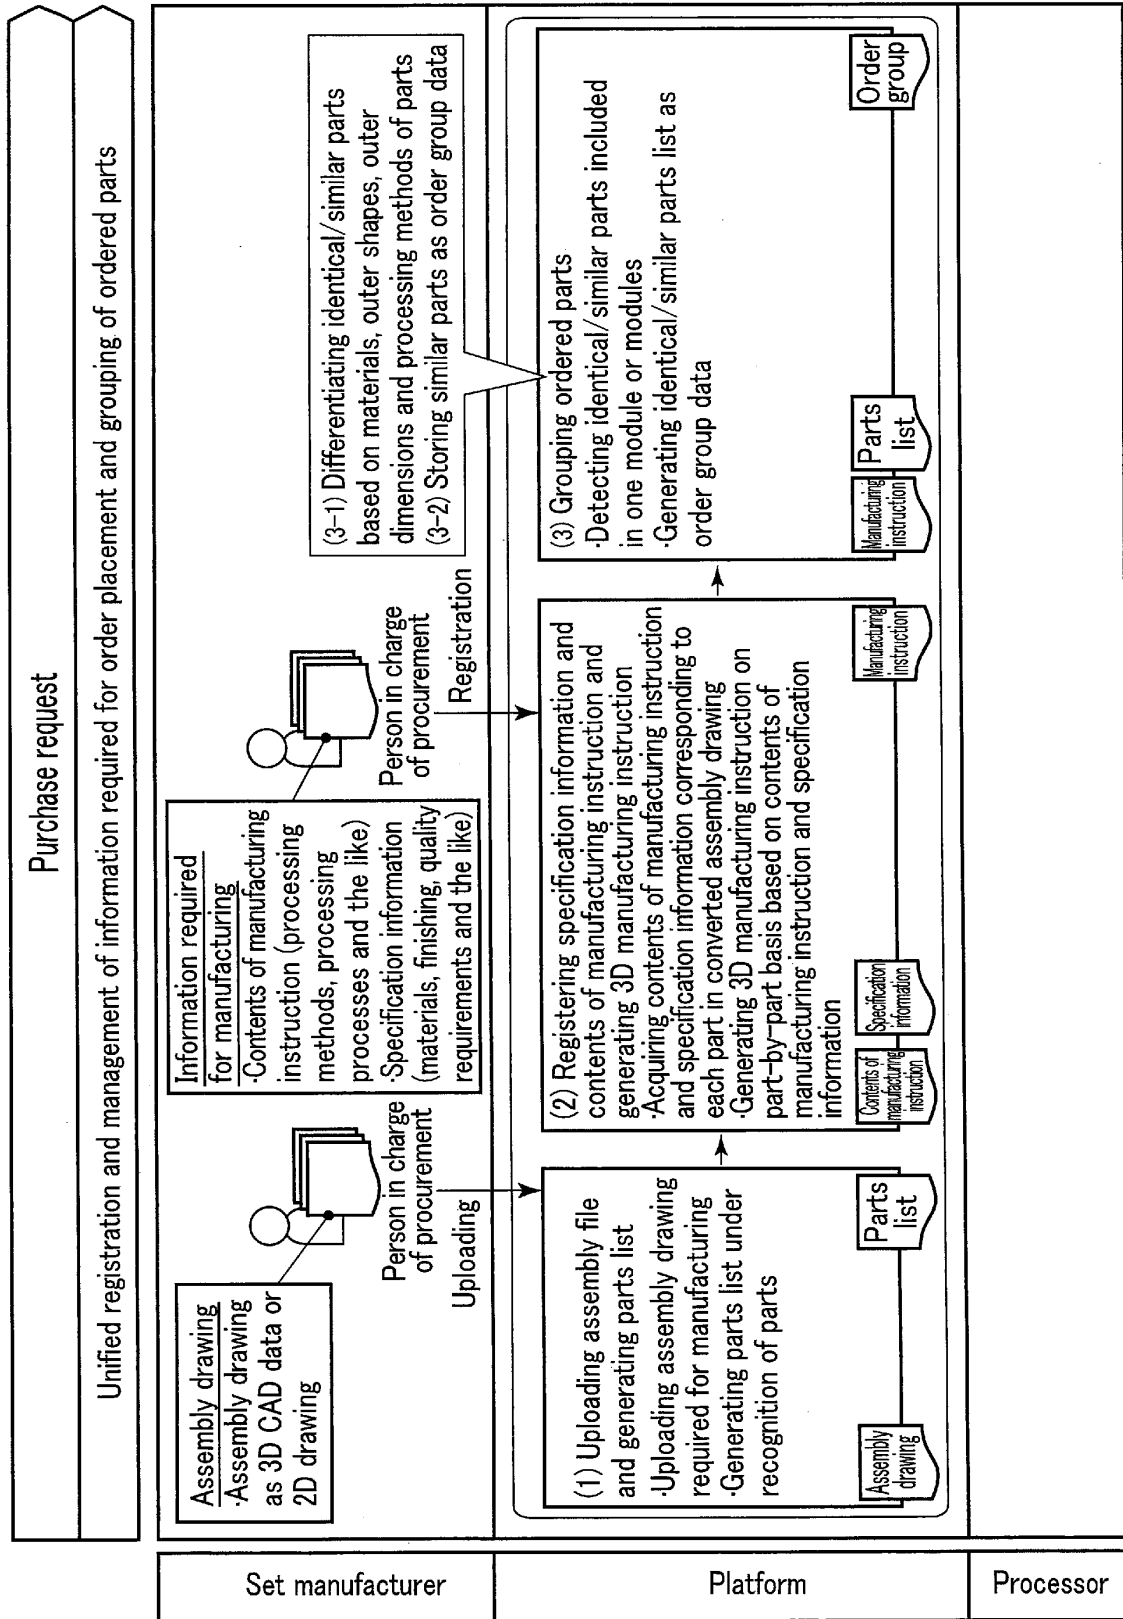 Purchase request
Unified registration and management of information required for order placement and grouping of ordered parts
Set manufacturer
Assembly drawing
·Assembly drawing
as 3D CAD data or
2D drawing
Person in charge
of procurement
Uploading
Information required
for manufacturing
·Contents of manufacturing
instruction (processing
methods, processing
processes and the like)
·Specification information
(materials, finishing, quality
requirements and the like)
Person in charge
of procurement
Registration
(3-1) Differentiating identical/similar parts
based on materials, outer shapes, outer
dimensions and processing methods of parts
(3-2) Storing similar parts as order group data
Platform
(1) Uploading assembly file
and generating parts list
·Uploading assembly drawing
required for manufacturing
·Generating parts list under
recognition of parts
Assembly
drawing
Parts
list
(2) Registering specification information and
contents of manufacturing instruction and
generating 3D manufacturing instruction
·Acquiring contents of manufacturing instruction
and specification information corresponding to
each part in converted assembly drawing
·Generating 3D manufacturing instruction on
part-by-part basis based on contents of
manufacturing instruction and specification
information
Contents of
manufacturing
instruction
Specification
information
Manufacturing
instruction
(3) Grouping ordered parts
·Detecting identical/similar parts included
in one module or modules
·Generating identical/similar parts list as
order group data
Manufacturing
instruction
Parts
list
Order
group
Processor